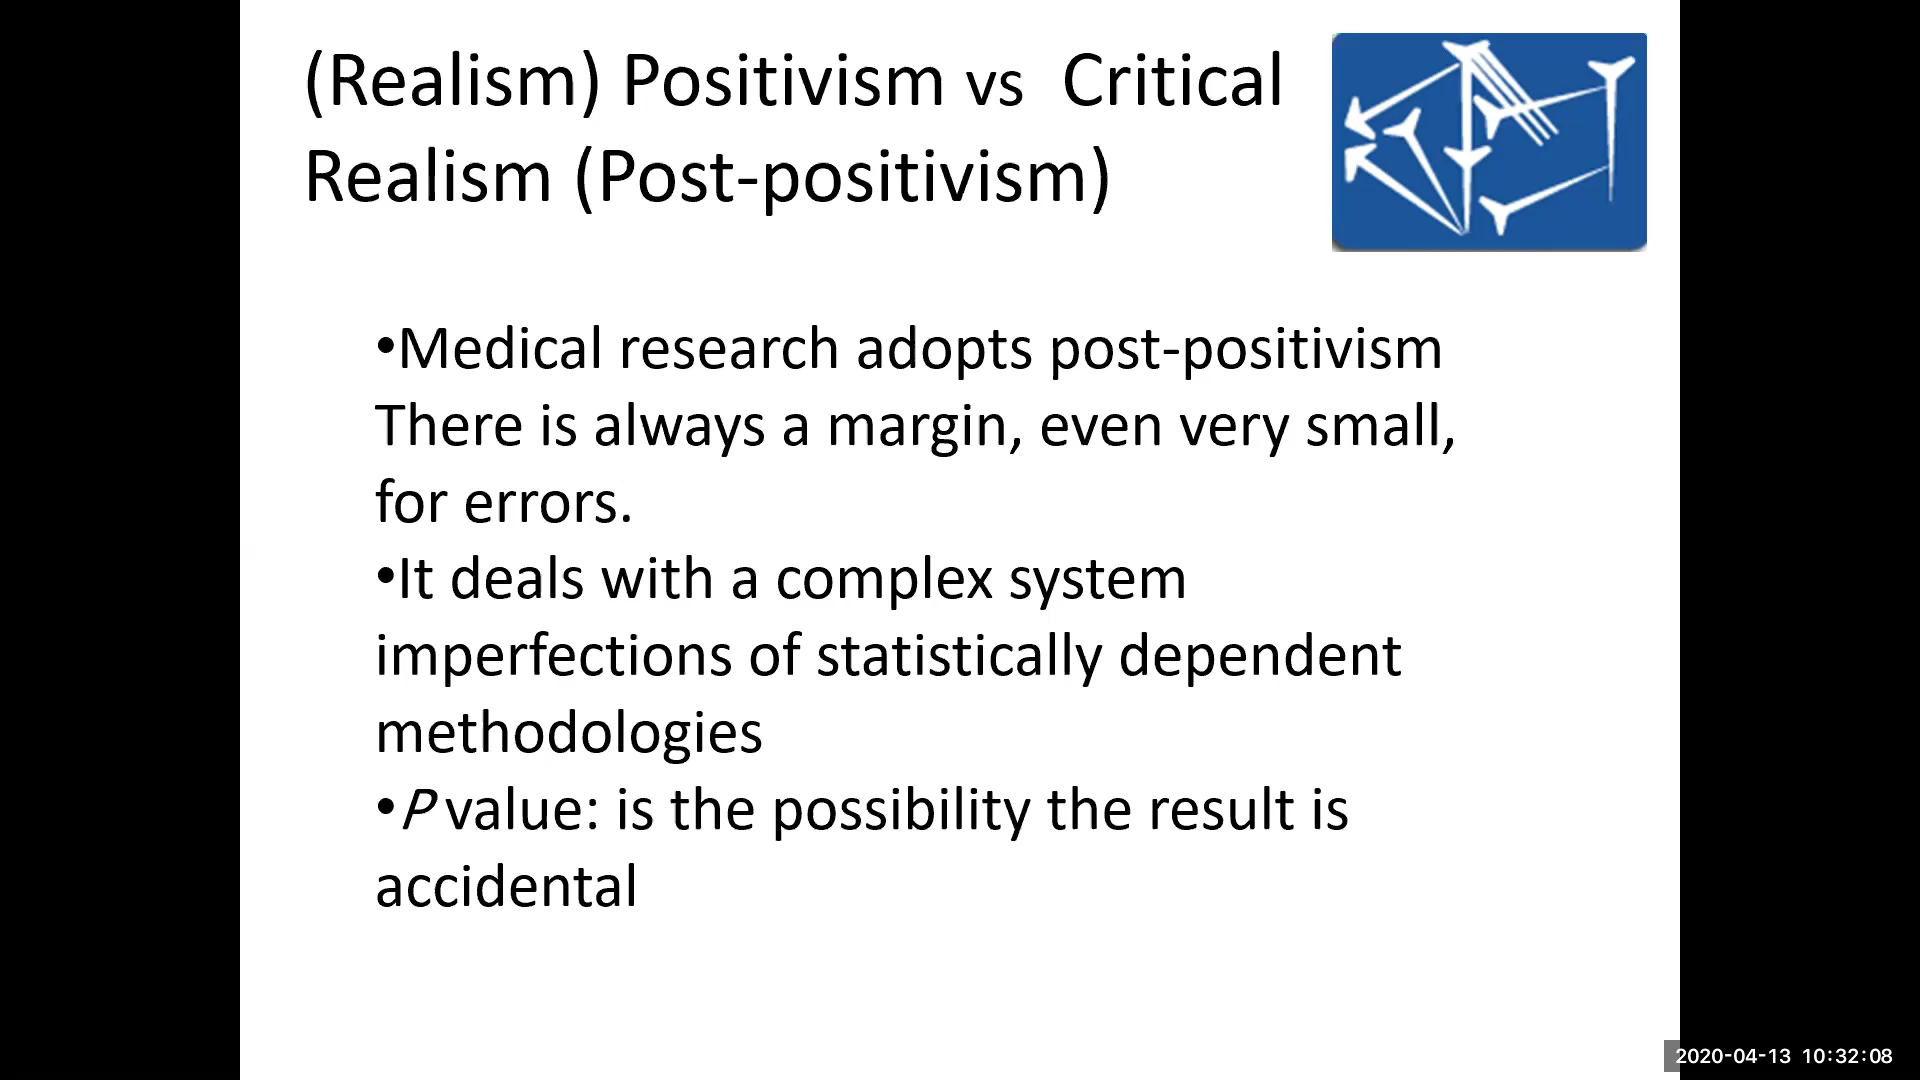 (Realism) Positivism vs Critical
Realism (Post-positivism)
•Medical research adopts post-positivism
There is always a margin, even very small,
for errors.
•It deals with a complex system
imperfections of statistically dependent
methodologies
•P value: is the possibility the result is
accidental
2020-04-13 10:32:08